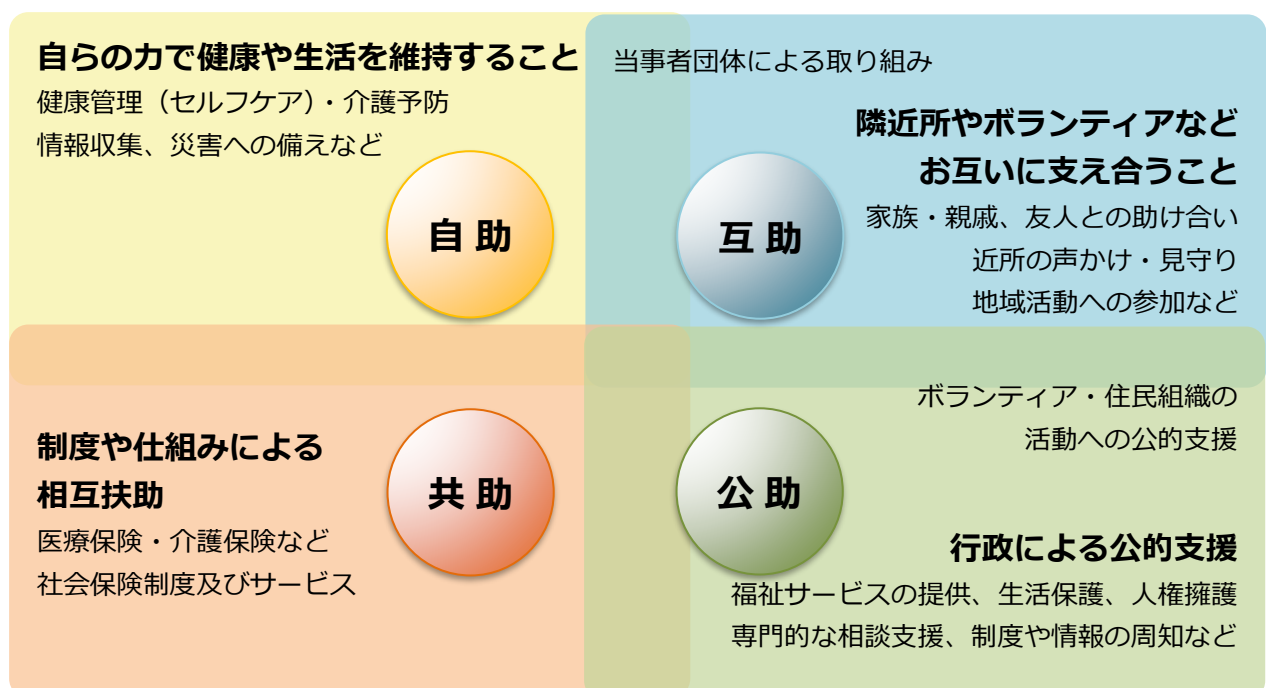 自らの力で健康や生活を維持すること
健康管理（セルフケア）・介護予防
情報収集、災害への備えなど
自助
当事者団体による取り組み
隣近所やボランティアなど
お互いに支え合うこと
家族・親戚、友人との助け合い
近所の声かけ・見守り
地域活動への参加など
互助
制度や仕組みによる
相互扶助
医療保険・介護保険など
社会保険制度及びサービス
共助
ボランティア・住民組織の
活動への公的支援
公助
行政による公的支援
福祉サービスの提供、生活保護、人権擁護
専門的な相談支援、制度や情報の周知など